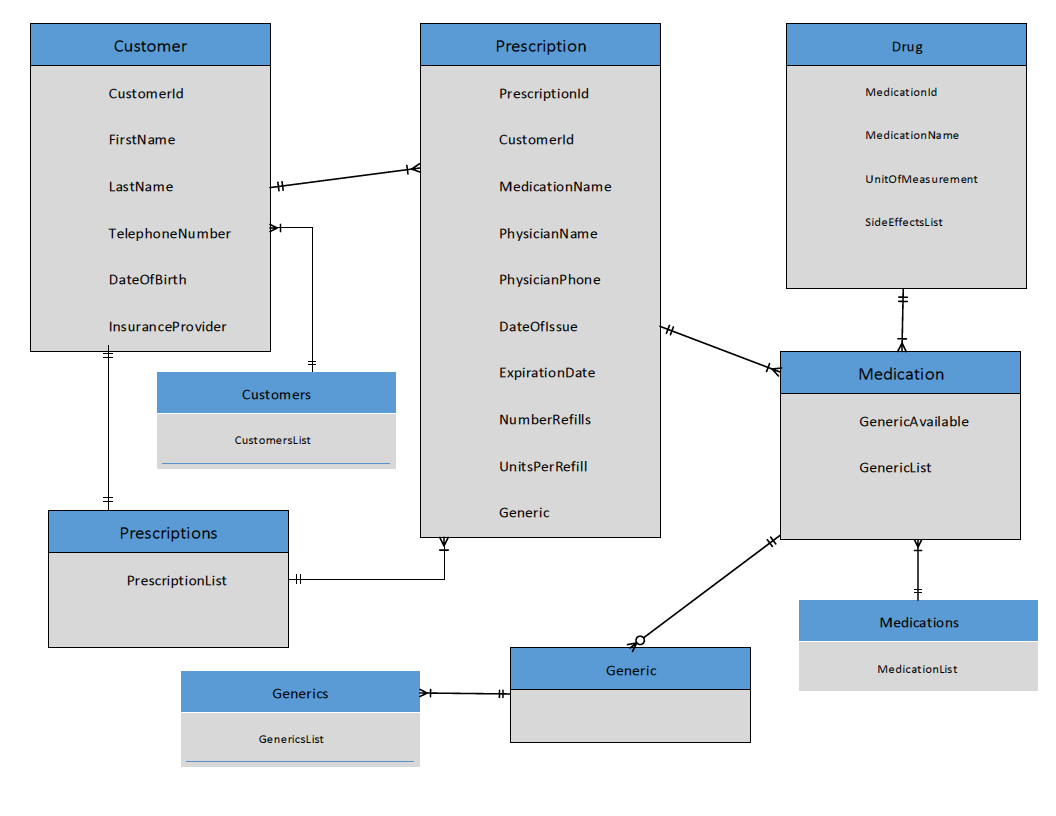 Customer
CustomerId
FirstName
LastName
TelephoneNumber
DateOfBirth
InsuranceProvider
Prescription
PrescriptionId
CustomerId
MedicationName
PhysicianName
PhysicianPhone
DateOfIssue
ExpirationDate
NumberRefills
UnitsPerRefill
Generic
Drug
MedicationId
MedicationName
UnitOfMeasurement
SideEffectsList
Customers
CustomersList
Medication
GenericAvailable
GenericList
Prescriptions
PrescriptionList
Medications
MedicationList
Generics
GenericsList
Generic